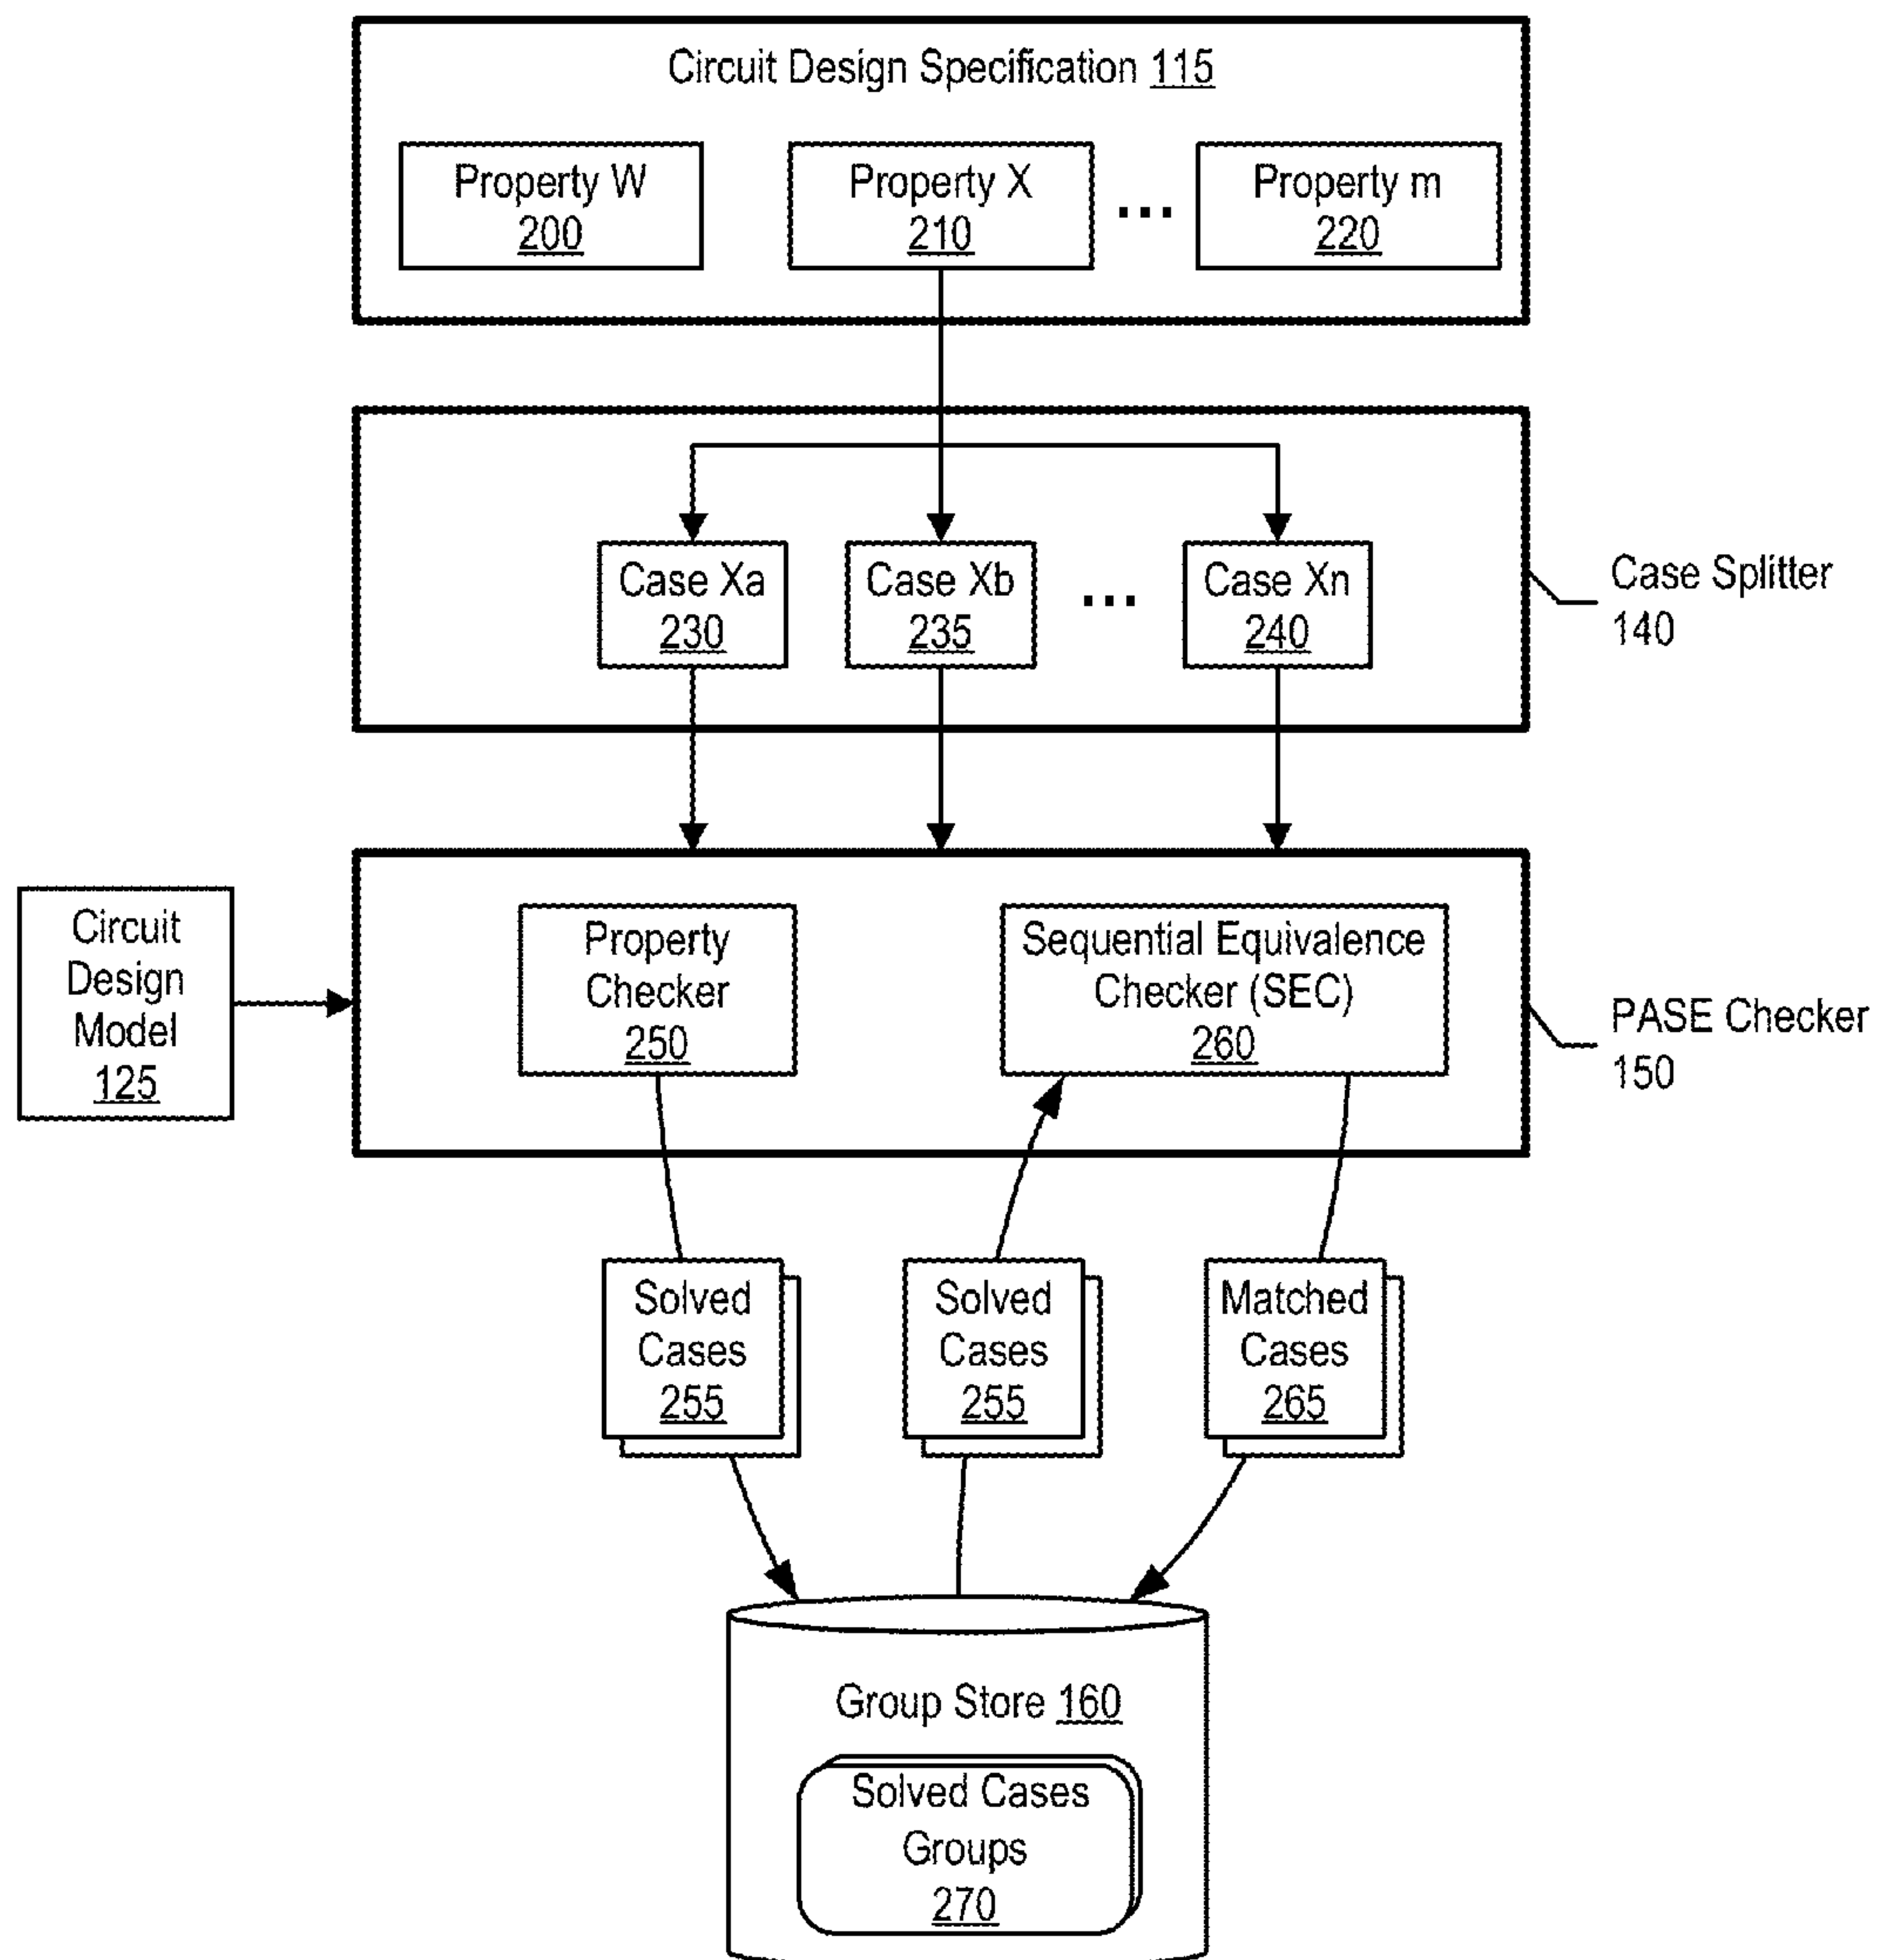 Circuit Design Specification 115
Property W
200
Property X
210
...
Property m
220
Case Xa
230
Case Xb
235
...
Case Xn
240
Case Splitter
140
Circuit
Design
Model
125
Property
Checker
250
Sequential Equivalence
Checker (SEC)
260
PASE Checker
150
Solved
Cases
255
Solved
Cases
255
Matched
Cases
265
Group Store 160
Solved Cases
Groups
270